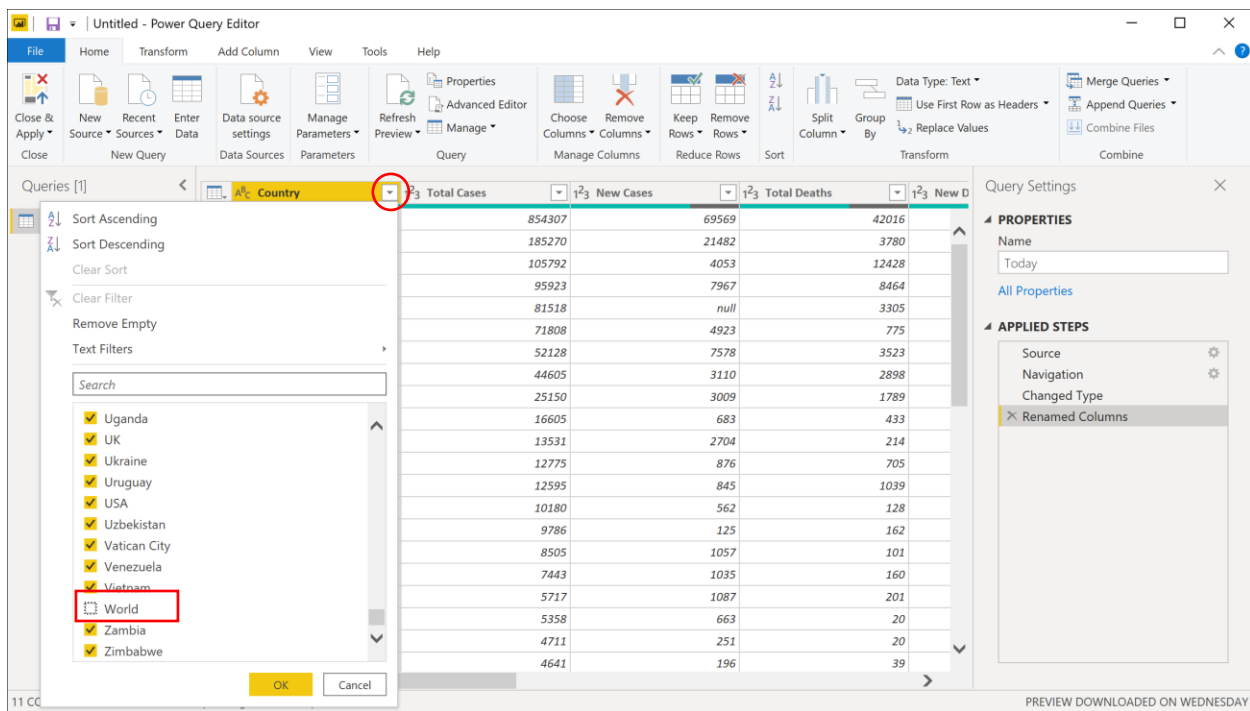 Untitled - Power Query Editor
File Home Transform Add Column View Tools Help
Close & Apply
New Source
Recent Sources
Enter Data
Data source settings
Manage Parameters
Refresh Preview
Properties
Advanced Editor
Manage
Choose Columns
Remove Columns
Keep Rows
Remove Rows
Split Column
Group By
Data Type: Text
Use First Row as Headers
Replace Values
Merge Queries
Append Queries
Combine Files
Close New Query Data Sources Parameters Query Manage Columns Reduce Rows Sort Transform Combine
Queries [1]
Country Total Cases New Cases Total Deaths New D
854307 69569 42016
185270 21482 3780
105792 4053 12428
95923 7967 8464
81518 null 3305
71808 4923 775
52128 7578 3523
44605 3110 2898
25150 3009 1789
16605 683 433
13531 2704 214
12775 876 705
12595 845 1039
10180 562 128
9786 125 162
8505 1057 101
7443 1035 160
5717 1087 201
5358 663 20
4711 251 20
4641 196 39
Sort Ascending
Sort Descending
Clear Sort
Clear Filter
Remove Empty
Text Filters
Search
Uganda
UK
Ukraine
Uruguay
USA
Uzbekistan
Vatican City
Venezuela
Vietnam
World
Zambia
Zimbabwe
OK Cancel
Query Settings
PROPERTIES
Name
Today
All Properties
APPLIED STEPS
Source
Navigation
Changed Type
Renamed Columns
11 CO
PREVIEW DOWNLOADED ON WEDNESDAY